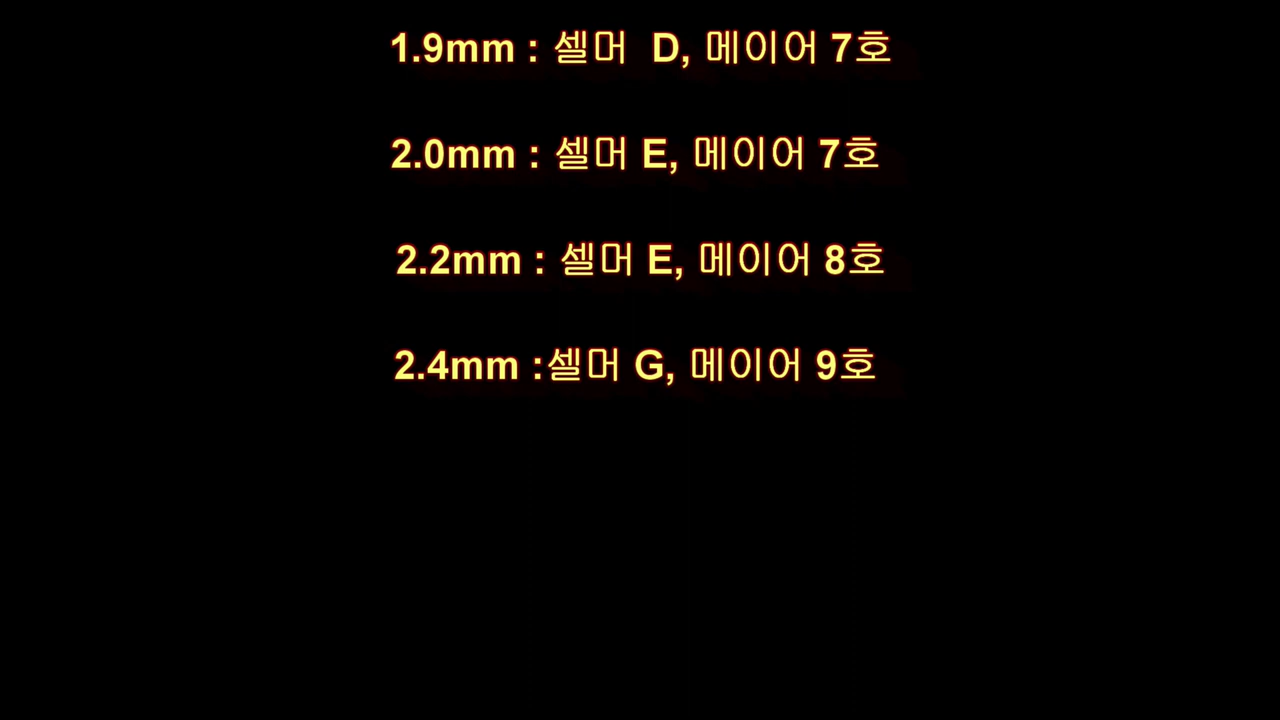 1.9mm : 셀머  D, 메이어 7호
2.0mm : 셀머 E, 메이어 7호
2.2mm : 셀머 E, 메이어 8호
2.4mm :셀머 G, 메이어 9호